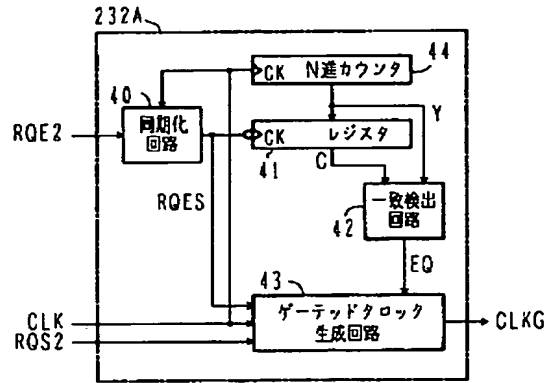 232A
44
CK N進カウンタ
40
同期化
回路
Y
RQE2
CK レジスタ
41
C
RQES
一致検出
回路
42
EQ
43
CLK
ゲーテッドクロック
生成回路
CLKG
RQS2